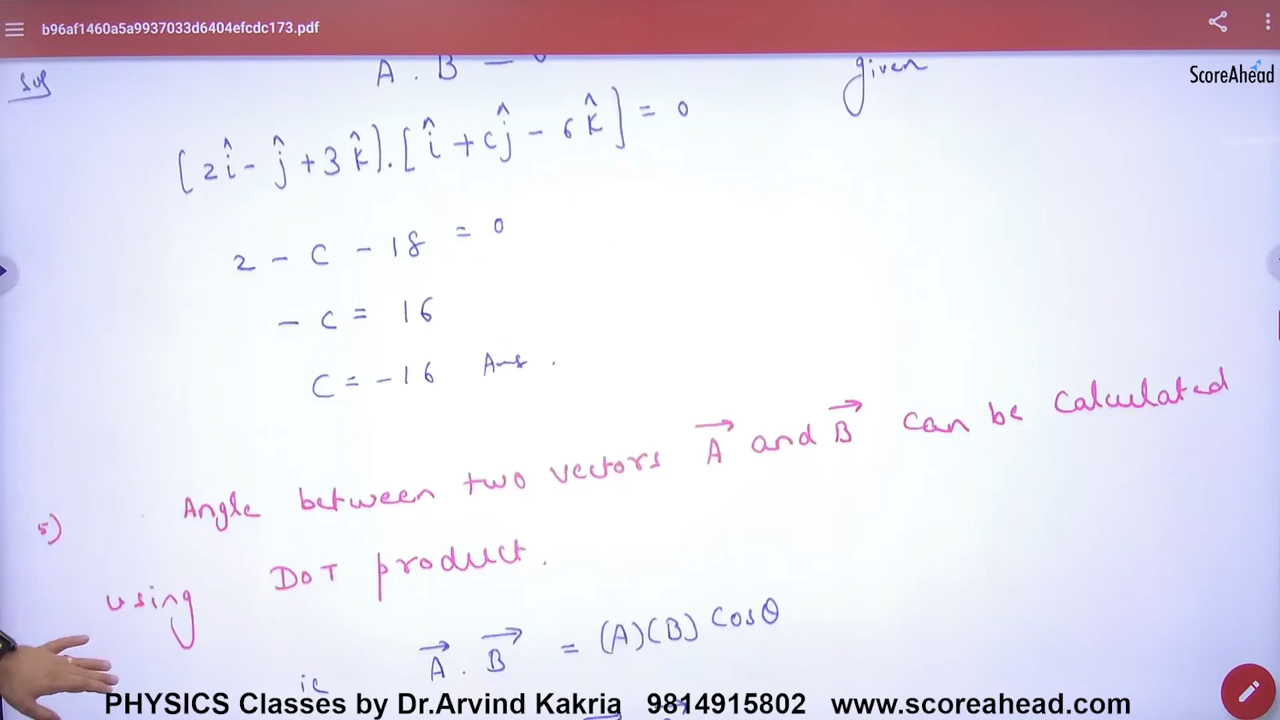 b96af1460a5a9937033d6404efcdc173.pdf
ScoreAhead
Sol
A . B = 0
given
[2î - ĵ + 3k̂] . [î + cĵ - 6k̂] = 0
2 - C - 18 = 0
- C = 16
C = -16 Ans .
5) Angle between two vectors A⃗ and B⃗ can be calculated
using DOT product.
ie A⃗ . B⃗ = (A)(B) Cosθ
PHYSICS Classes by Dr.Arvind Kakria 9814915802 www.scoreahead.com